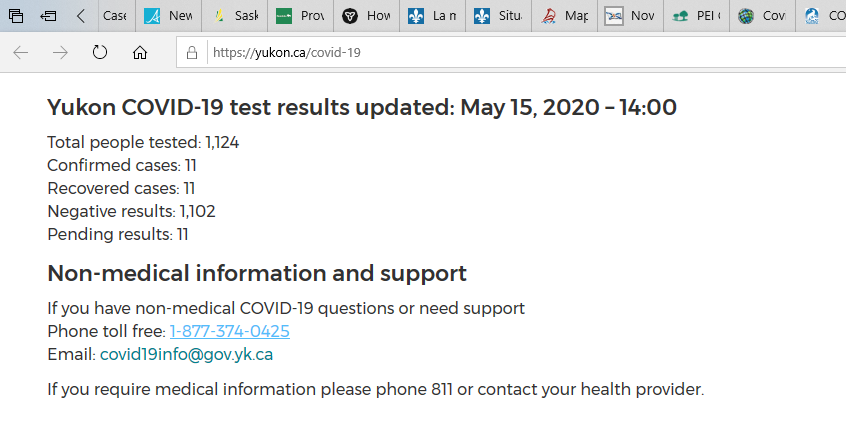 Case
New
Sask
Prov
How
La m
Situ
Map
Nov
PEI
Cov
CO
https://yukon.ca/covid-19
Yukon COVID-19 test results updated: May 15, 2020 – 14:00
Total people tested: 1,124
Confirmed cases: 11
Recovered cases: 11
Negative results: 1,102
Pending results: 11
Non-medical information and support
If you have non-medical COVID-19 questions or need support
Phone toll free: 1-877-374-0425
Email: covid19info@gov.yk.ca
If you require medical information please phone 811 or contact your health provider.